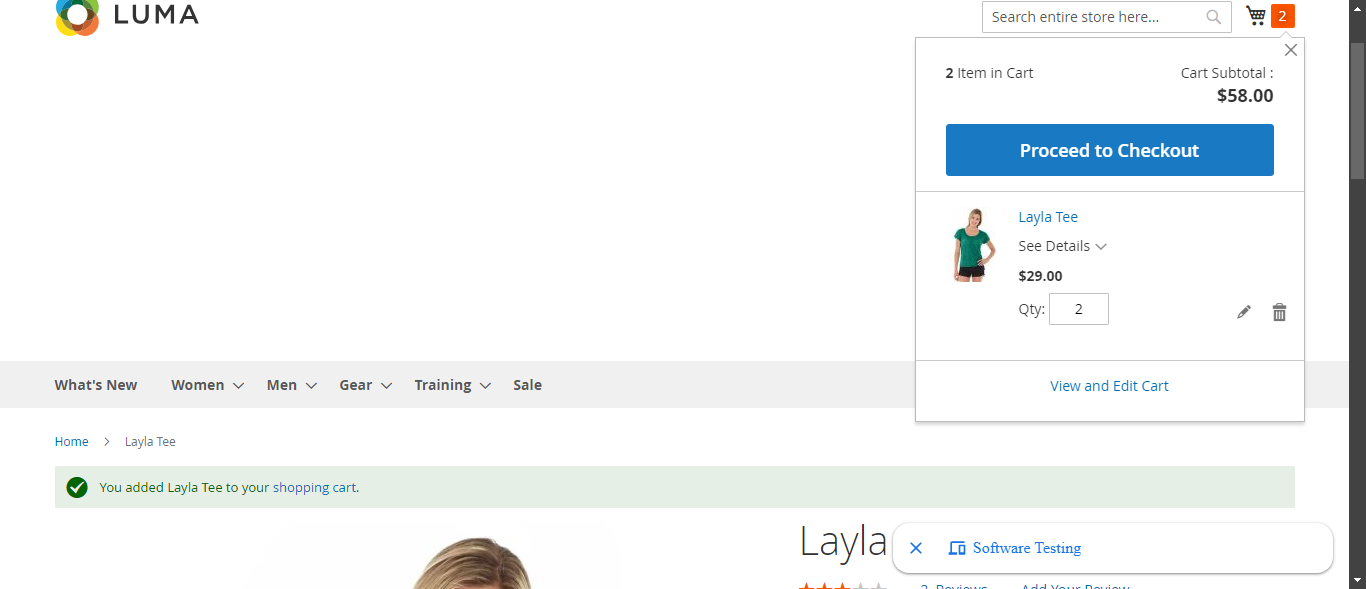 LUMA
Search entire store here...
2
2 Item in Cart
Cart Subtotal :
$58.00
Proceed to Checkout
Layla Tee
See Details
$29.00
Qty: 2
View and Edit Cart
What's New Women Men Gear Training Sale
Home > Layla Tee
You added Layla Tee to your shopping cart.
Layla
Software Testing
2 Reviews Add Your Review